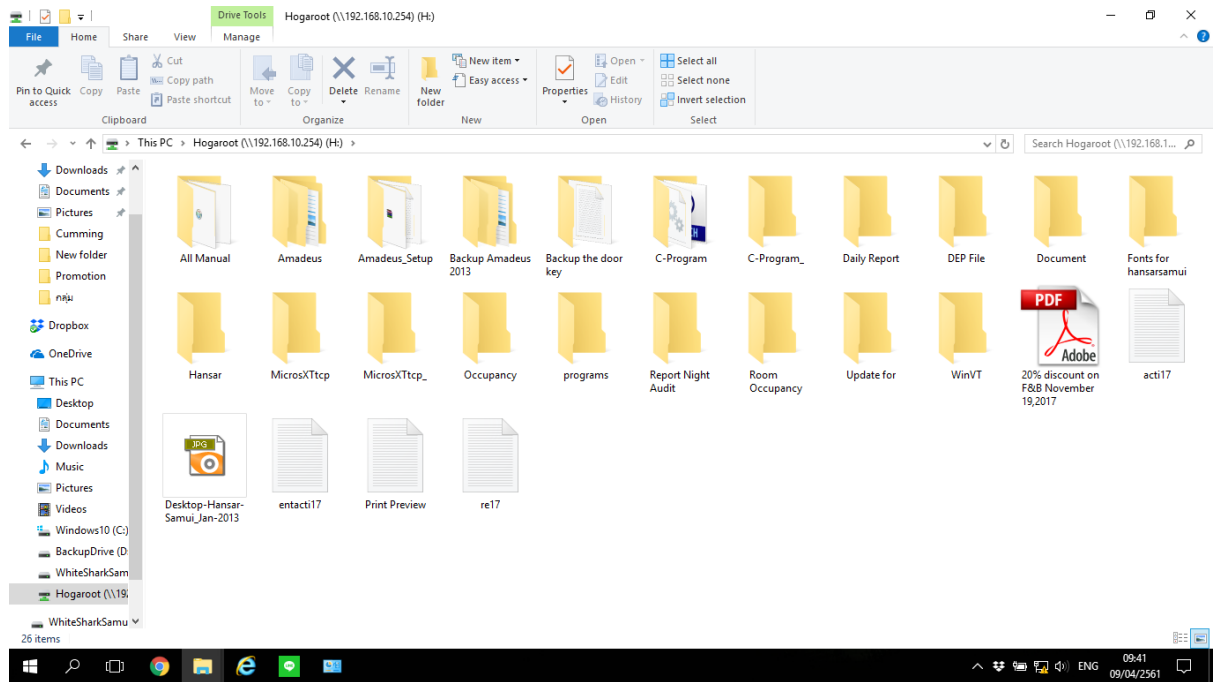 Drive Tools
Hogaroot (\\192.168.10.254) (H:)
File Home Share View Manage
Pin to Quick access
Copy
Paste
Cut
Copy path
Paste shortcut
Clipboard
Move to
Copy to
Delete
Rename
Organize
New folder
New item
Easy access
New
Properties
Open
Edit
History
Open
Select all
Select none
Invert selection
Select
This PC > Hogaroot (\\192.168.10.254) (H:) >
Search Hogaroot (\\192.168.1...
Downloads
Documents
Pictures
Cumming
New folder
Promotion
กลุ่ม
Dropbox
OneDrive
This PC
Desktop
Documents
Downloads
Music
Pictures
Videos
Windows10 (C:)
BackupDrive (D:
WhiteSharkSam
Hogaroot (\\192
WhiteSharkSamu
All Manual
Amadeus
Amadeus_Setup
Backup Amadeus
2013
Backup the door
key
C-Program
C-Program_
Daily Report
DEP File
Document
Fonts for
hansarsamui
Hansar
MicrosXTtcp
MicrosXTtcp_
Occupancy
programs
Report Night
Audit
Room
Occupancy
Update for
WinVT
PDF
Adobe
20% discount on
F&B November
19,2017
acti17
JPG
Desktop-Hansar-
Samui_Jan-2013
entacti17
Print Preview
re17
26 items
ENG
09:41
09/04/2561